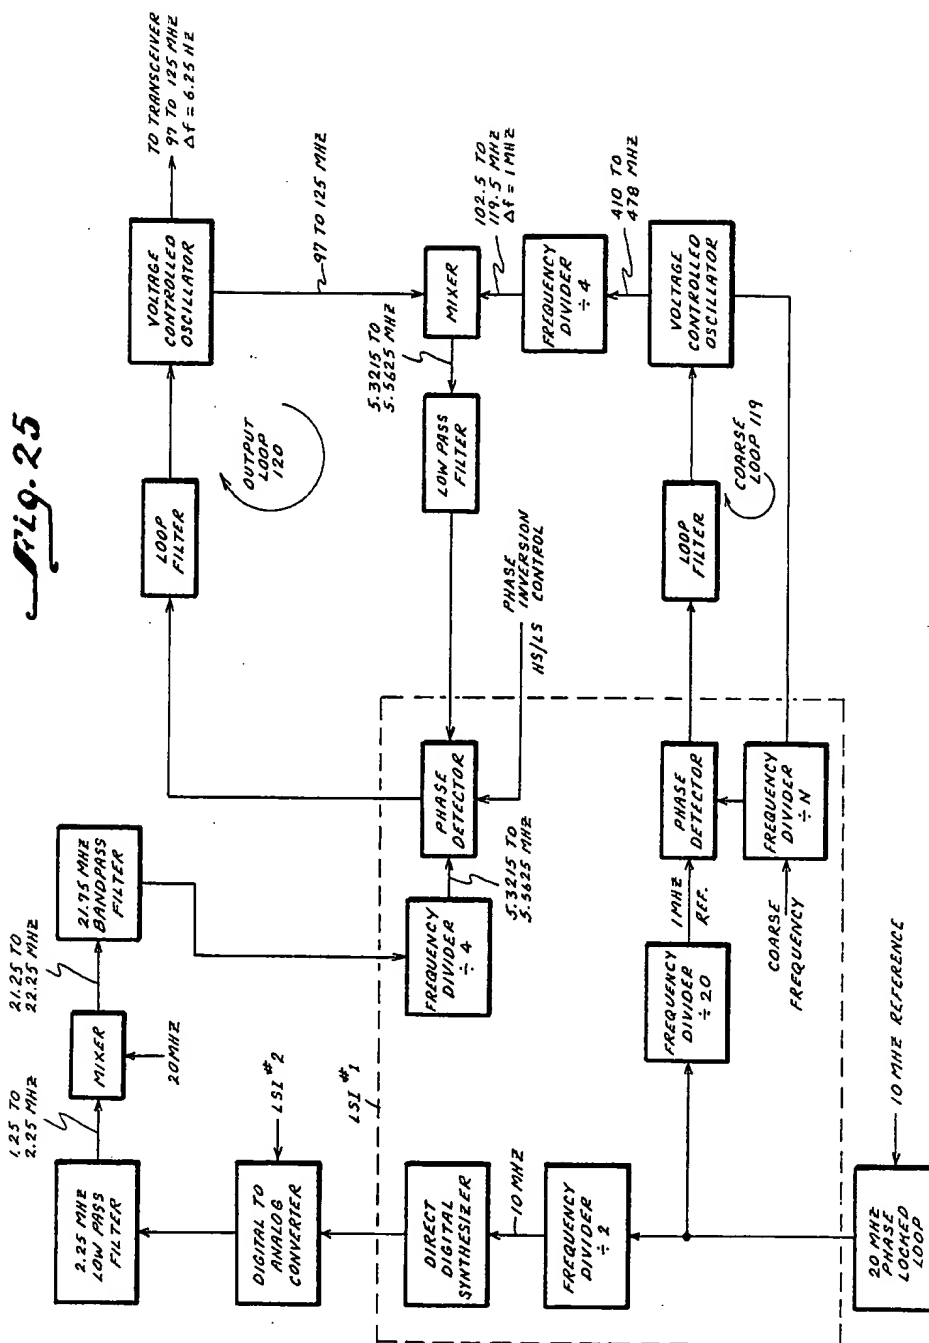 Fig. 25
TO TRANSCEIVER
97 TO 125 MHZ
Δf = 6.25 HZ
VOLTAGE
CONTROLLED
OSCILLATOR
97 TO 125 MHZ
LOOP
FILTER
OUTPUT
LOOP
120
5.3215 TO
5.5625 MHZ
MIXER
LOW PASS
FILTER
102.5 TO
119.5 MHZ
Δf = 1 MHZ
FREQUENCY
DIVIDER
÷ 4
410 TO
478 MHZ
VOLTAGE
CONTROLLED
OSCILLATOR
LOOP
FILTER
COARSE
LOOP 119
PHASE
INVERSION
CONTROL
HS/LS
PHASE
DETECTOR
5.3215 TO
5.5625 MHZ
FREQUENCY
DIVIDER
÷ 4
21.75 MHZ
BANDPASS
FILTER
21.25 TO
22.25 MHZ
MIXER
20MHZ
1.25 TO
2.25 MHZ
2.25 MHZ
LOW PASS
FILTER
DIGITAL TO
ANALOG
CONVERTER
LSI #2
LSI #1
DIRECT
DIGITAL
SYNTHESIZER
10 MHZ
FREQUENCY
DIVIDER
÷ 2
FREQUENCY
DIVIDER
÷ 20
1 MHZ
REF.
PHASE
DETECTOR
FREQUENCY
DIVIDER
÷ N
COARSE
FREQUENCY
20 MHZ
PHASE
LOCKED
LOOP
10 MHZ REFERENCE